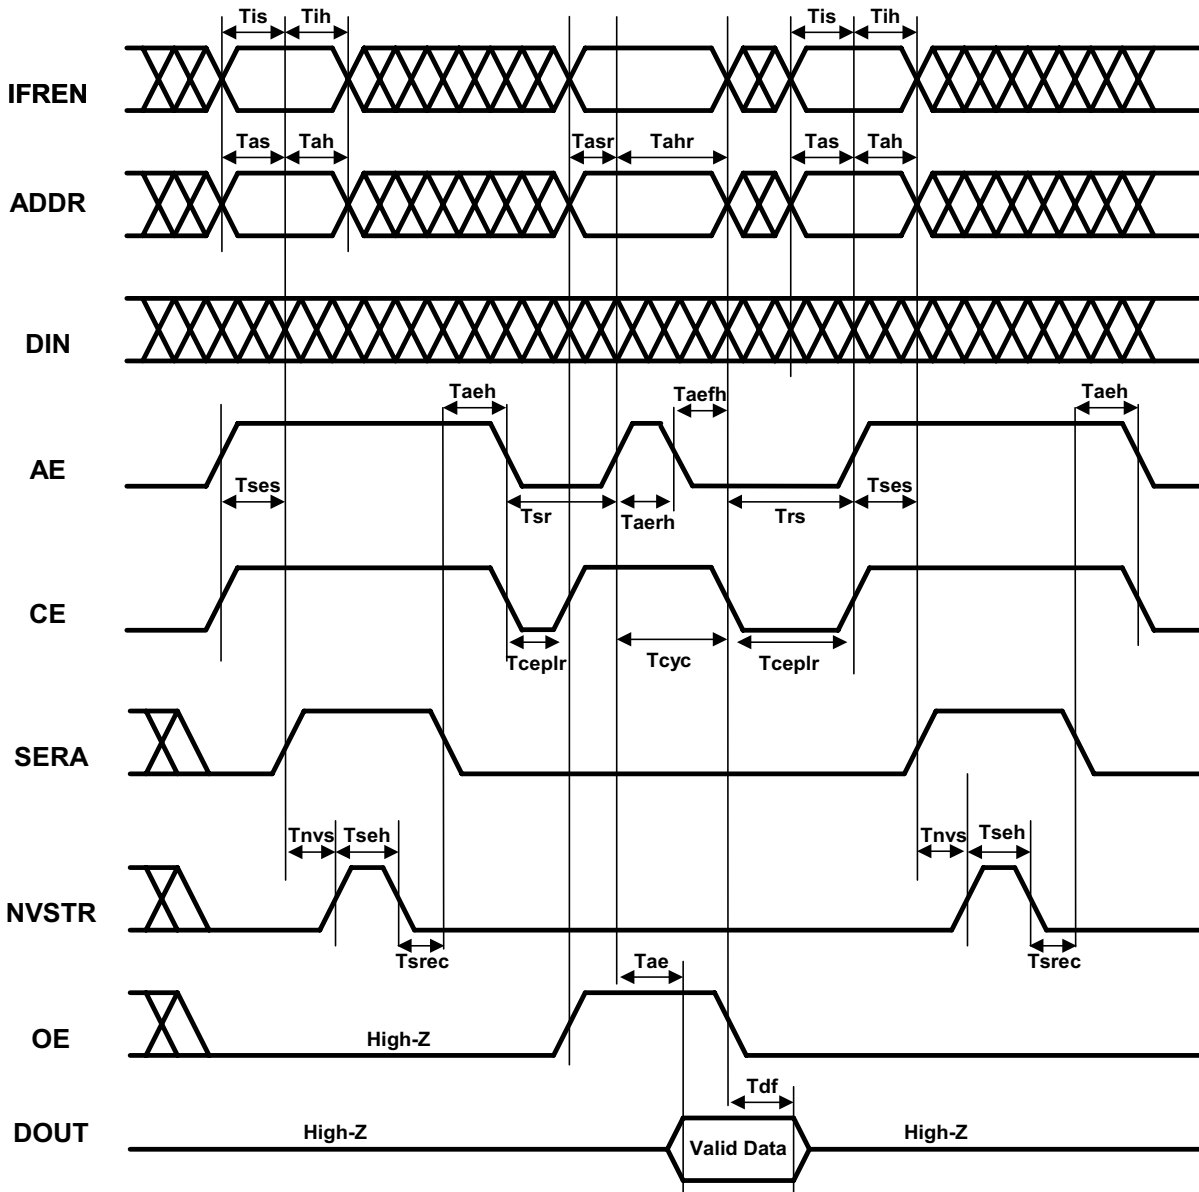 Tis Tih Tis Tih
IFREN
Tas Tah Tasr Tahr Tas Tah
ADDR
DIN
Taeh Taefh Taeh
AE
Tses Tsr Taerh Trs Tses
CE
Tceplr Tcyc Tceplr
SERA
Tnvs Tseh Tnvs Tseh
NVSTR
Tsrec Tae Tsrec
OE
High-Z
Tdf
DOUT
High-Z Valid Data High-Z